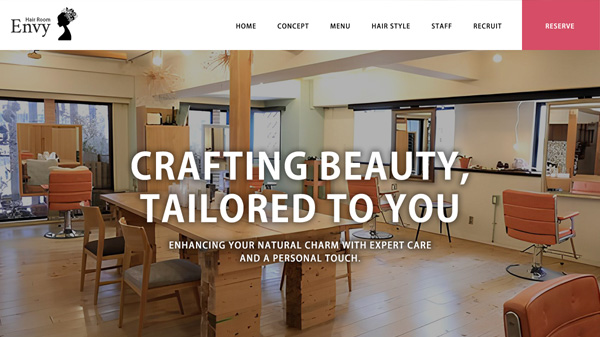 Hair Room
Envy
HOME CONCEPT MENU HAIR STYLE STAFF RECRUIT RESERVE
CRAFTING BEAUTY,
TAILORED TO YOU
ENHANCING YOUR NATURAL CHARM WITH EXPERT CARE
AND A PERSONAL TOUCH.